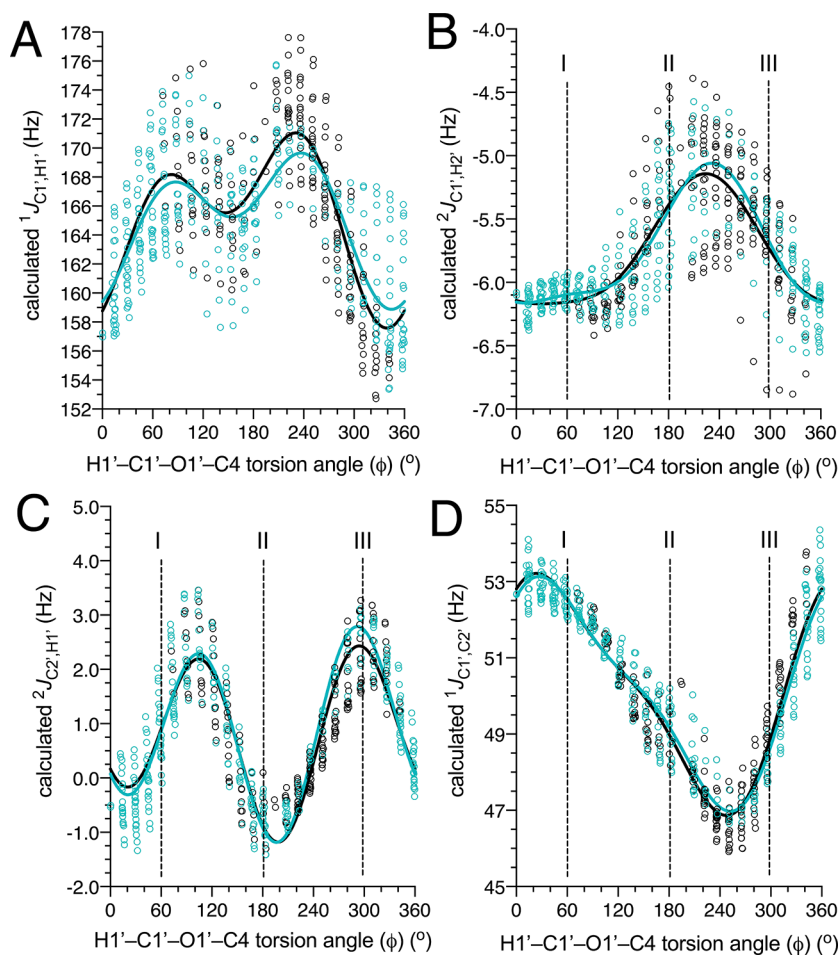 A
calculated ¹J_C1',H1' (Hz)
178
176
174
172
170
168
166
164
162
160
158
156
154
152
0 60 120 180 240 300 360
H1'–C1'–O1'–C4 torsion angle (ϕ) (º)
B
calculated ²J_C1',H2' (Hz)
I II III
-4.0
-4.5
-5.0
-5.5
-6.0
-6.5
-7.0
0 60 120 180 240 300 360
H1'–C1'–O1'–C4 torsion angle (ϕ) (º)
C
calculated ²J_C2',H1' (Hz)
I II III
5.0
4.0
3.0
2.0
1.0
0.0
-1.0
-2.0
0 60 120 180 240 300 360
H1'–C1'–O1'–C4 torsion angle (ϕ) (º)
D
calculated ¹J_C1',C2' (Hz)
I II III
55
53
51
49
47
45
0 60 120 180 240 300 360
H1'–C1'–O1'–C4 torsion angle (ϕ) (º)